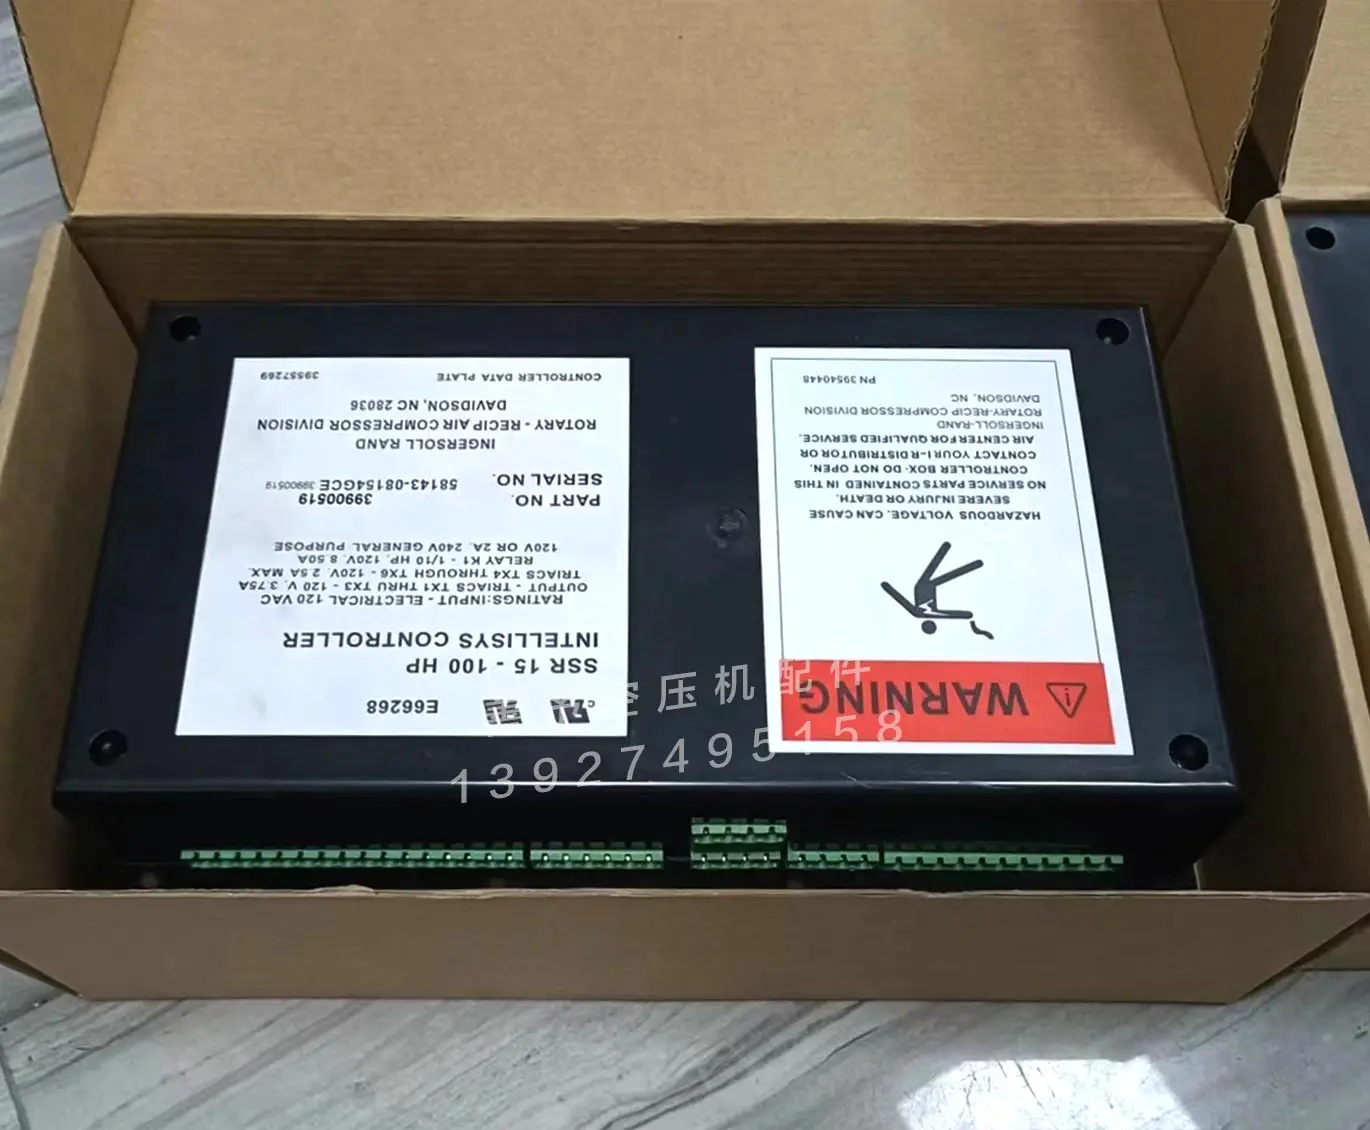 c UL us
E66268
SSR 15 - 100 HP
INTELLISYS CONTROLLER
RATINGS:INPUT - ELECTRICAL 120 VAC
OUTPUT - TRIACS TX1 THRU TX3 - 120 V, 3.75A
TRIACS TX4 THROUGH TX6 - 120V. 2.5A MAX.
RELAY K1 - 1/10 HP, 120V. 8.50A
120V OR 2A. 240V GENERAL PURPOSE
PART NO. 39900519
SERIAL NO. 58143-08154GCE 39900519
INGERSOLL RAND
ROTARY - RECIP AIR COMPRESSOR DIVISION
DAVIDSON, NC 28036
CONTROLLER DATA PLATE 39557269
WARNING
HAZARDOUS VOLTAGE. CAN CAUSE
SEVERE INJURY OR DEATH.
NO SERVICE PARTS CONTAINED IN THIS
CONTROLLER BOX-DO NOT OPEN.
CONTACT YOUR I-R DISTRIBUTOR OR
AIR CENTER FOR QUALIFIED SERVICE.
INGERSOLL-RAND
ROTARY-RECIP COMPRESSOR DIVISION
DAVIDSON, NC
PN 39540448
空压机配件
13927495158